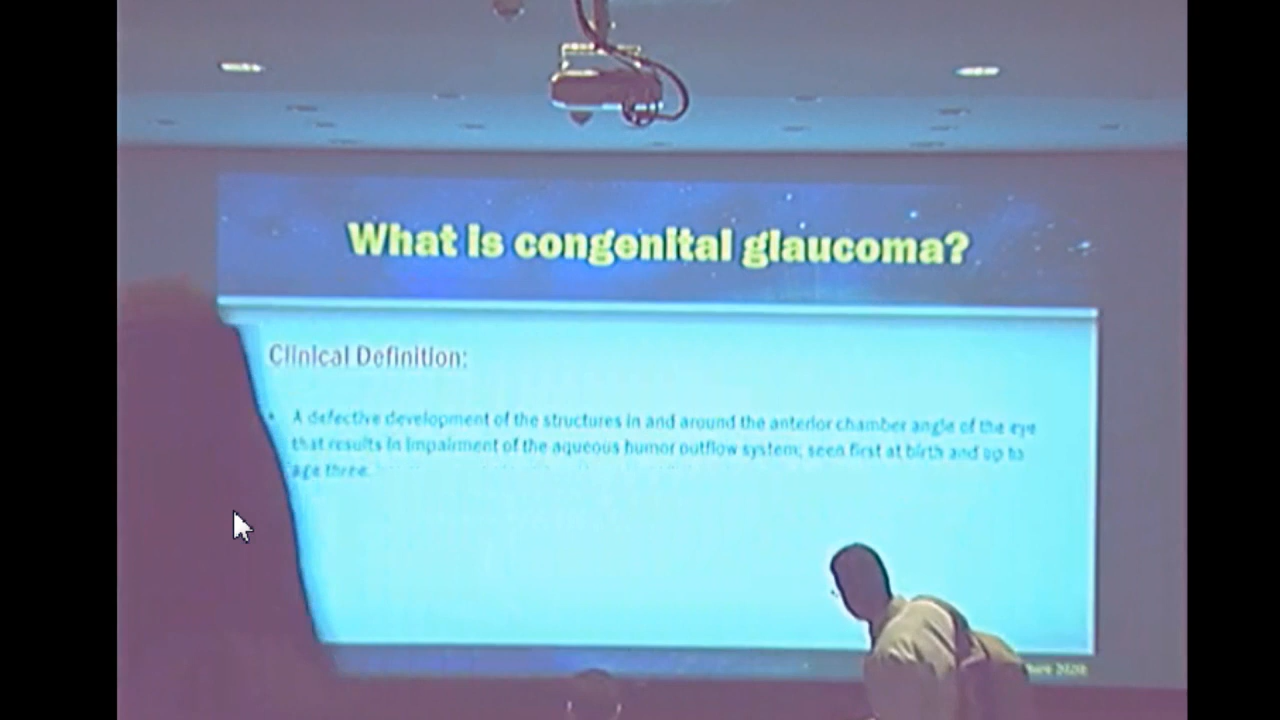 What is congenital glaucoma?
Clinical Definition:
• A defective development of the structures in and around the anterior chamber angle of the eye
that results in impairment of the aqueous humor outflow system; seen first at birth and up to
age three.